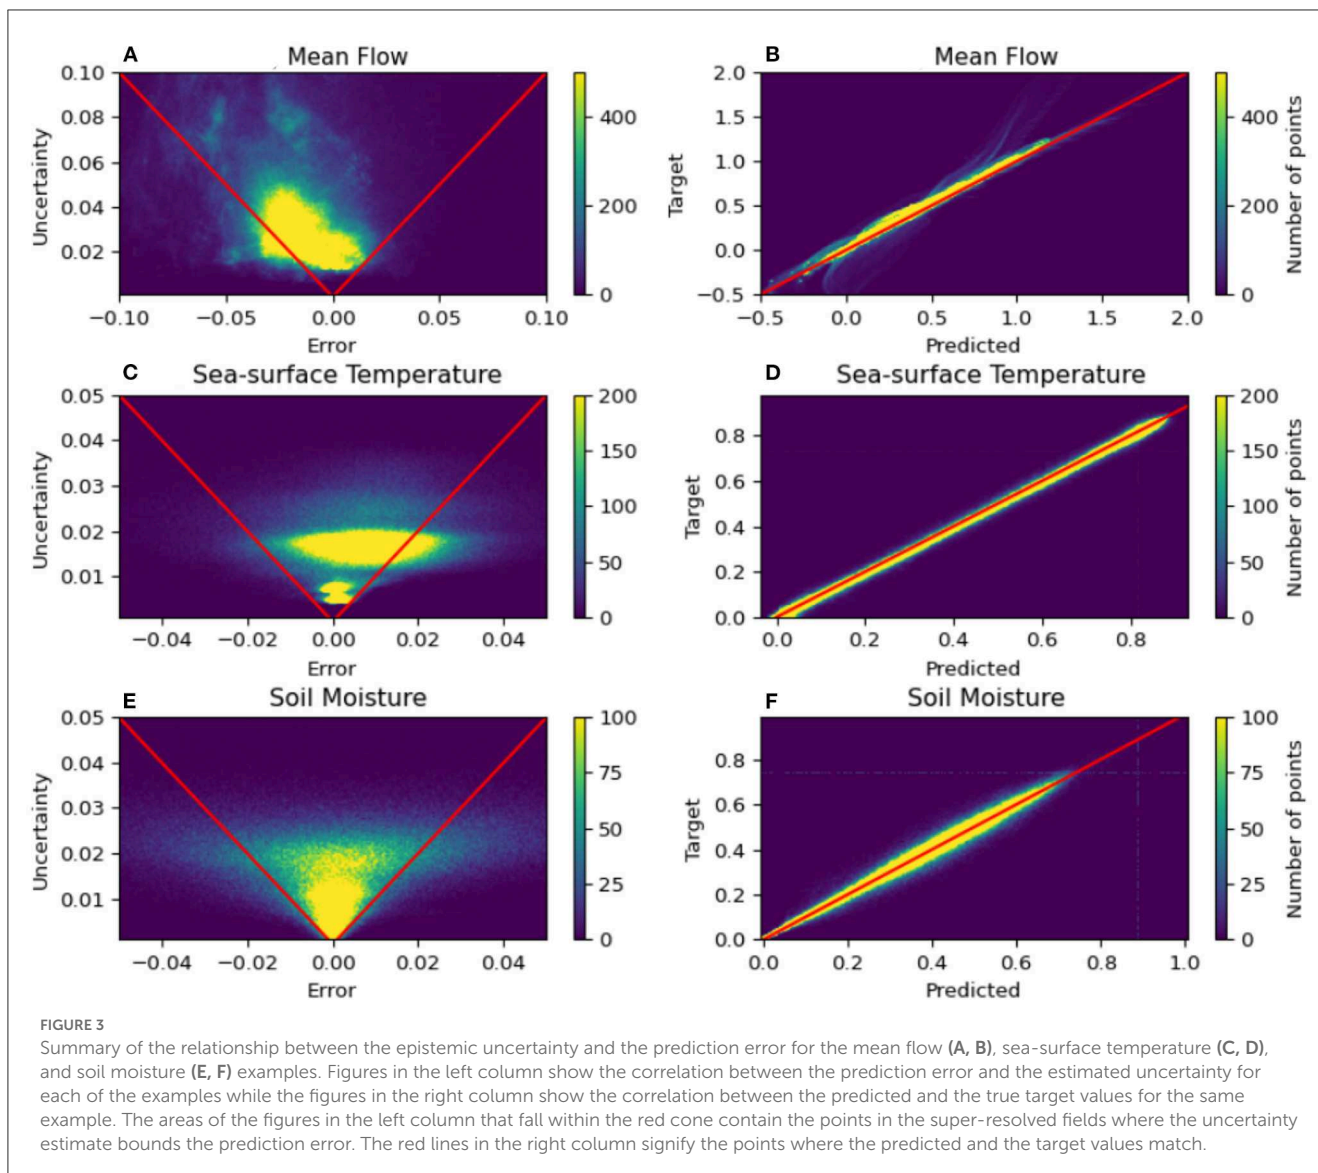 A
Mean Flow
0.10
0.08
0.06
0.04
0.02
Uncertainty
−0.10
−0.05
0.00
0.05
0.10
Error
400
200
0
B
Mean Flow
2.0
1.5
1.0
0.5
0.0
−0.5
Target
−0.5
0.0
0.5
1.0
1.5
2.0
Predicted
400
200
0
Number of points
C
Sea-surface Temperature
0.05
0.04
0.03
0.02
0.01
Uncertainty
−0.04
−0.02
0.00
0.02
0.04
Error
200
150
100
50
0
D
Sea-surface Temperature
0.8
0.6
0.4
0.2
0.0
Target
0.0
0.2
0.4
0.6
0.8
Predicted
200
150
100
50
0
Number of points
E
Soil Moisture
0.05
0.04
0.03
0.02
0.01
Uncertainty
−0.04
−0.02
0.00
0.02
0.04
Error
100
75
50
25
0
F
Soil Moisture
0.8
0.6
0.4
0.2
0.0
Target
0.0
0.2
0.4
0.6
0.8
1.0
Predicted
100
75
50
25
0
Number of points
FIGURE 3
Summary of the relationship between the epistemic uncertainty and the prediction error for the mean flow (A, B), sea-surface temperature (C, D),
and soil moisture (E, F) examples. Figures in the left column show the correlation between the prediction error and the estimated uncertainty for
each of the examples while the figures in the right column show the correlation between the predicted and the true target values for the same
example. The areas of the figures in the left column that fall within the red cone contain the points in the super-resolved fields where the uncertainty
estimate bounds the prediction error. The red lines in the right column signify the points where the predicted and the target values match.